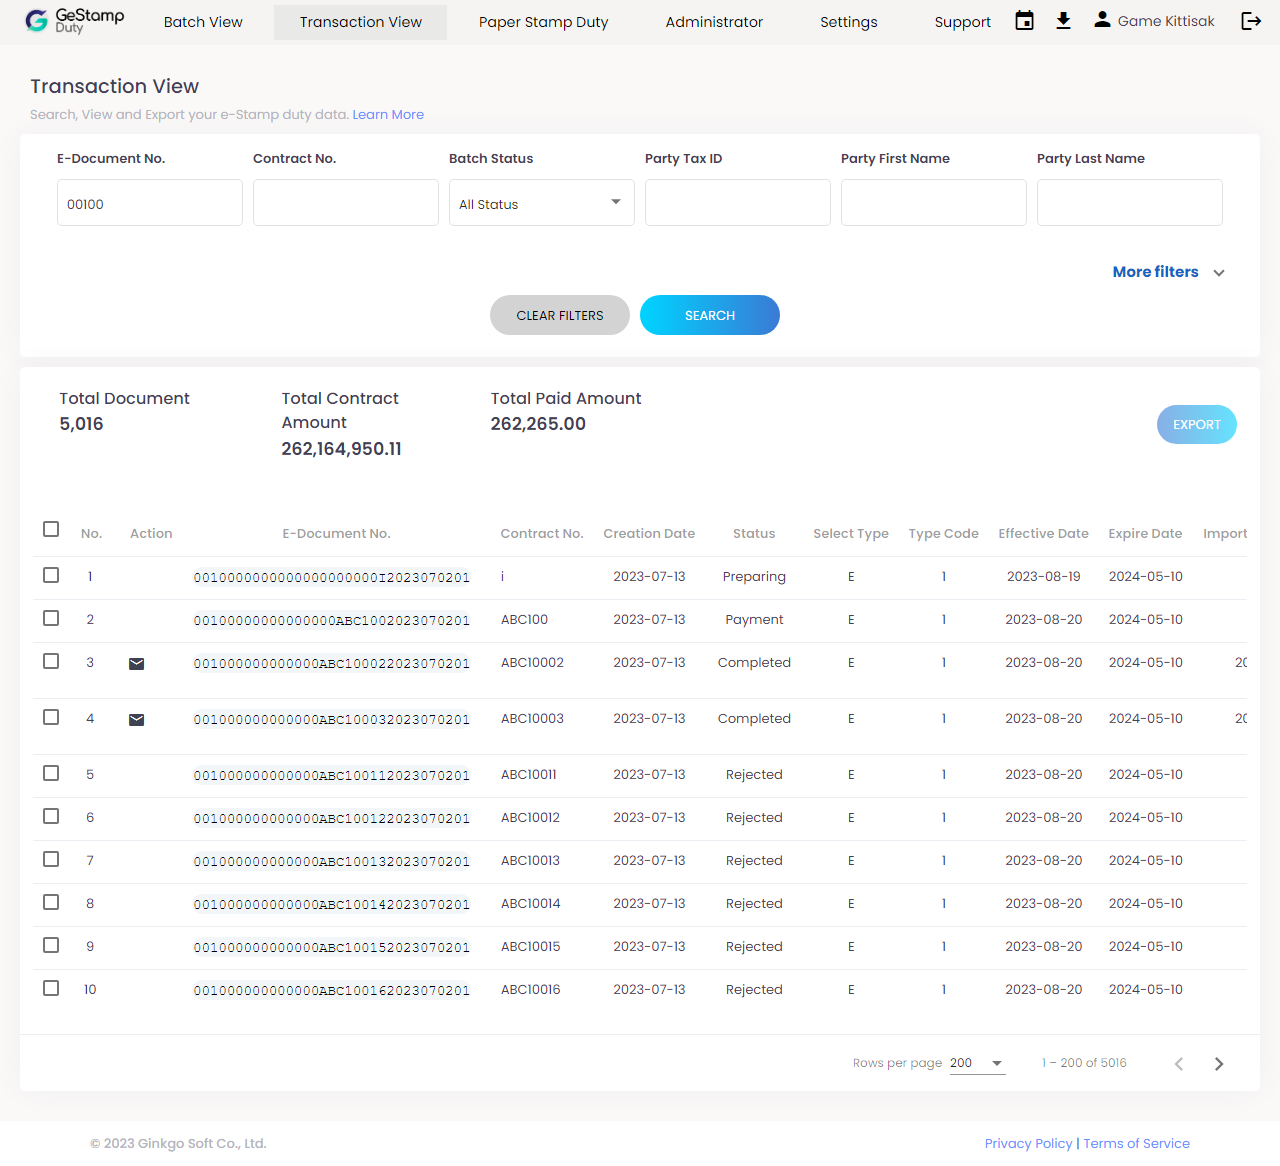 GeStamp
Duty
Batch View
Transaction View
Paper Stamp Duty
Administrator
Settings
Support
Game Kittisak
Transaction View
Search, View and Export your e-Stamp duty data. Learn More
E-Document No. Contract No. Batch Status Party Tax ID Party First Name Party Last Name
00100 All Status
More filters
CLEAR FILTERS SEARCH
Total Document
5,016
Total Contract
Amount
262,164,950.11
Total Paid Amount
262,265.00
EXPORT
No. Action E-Document No. Contract No. Creation Date Status Select Type Type Code Effective Date Expire Date Import
1 0010000000000000000000I2023070201 i 2023-07-13 Preparing E 1 2023-08-19 2024-05-10
2 00100000000000000ABC1002023070201 ABC100 2023-07-13 Payment E 1 2023-08-20 2024-05-10
3 001000000000000ABC100022023070201 ABC10002 2023-07-13 Completed E 1 2023-08-20 2024-05-10 20
4 001000000000000ABC100032023070201 ABC10003 2023-07-13 Completed E 1 2023-08-20 2024-05-10 20
5 001000000000000ABC100112023070201 ABC10011 2023-07-13 Rejected E 1 2023-08-20 2024-05-10
6 001000000000000ABC100122023070201 ABC10012 2023-07-13 Rejected E 1 2023-08-20 2024-05-10
7 001000000000000ABC100132023070201 ABC10013 2023-07-13 Rejected E 1 2023-08-20 2024-05-10
8 001000000000000ABC100142023070201 ABC10014 2023-07-13 Rejected E 1 2023-08-20 2024-05-10
9 001000000000000ABC100152023070201 ABC10015 2023-07-13 Rejected E 1 2023-08-20 2024-05-10
10 001000000000000ABC100162023070201 ABC10016 2023-07-13 Rejected E 1 2023-08-20 2024-05-10
Rows per page 200 1 – 200 of 5016
© 2023 Ginkgo Soft Co., Ltd. Privacy Policy | Terms of Service